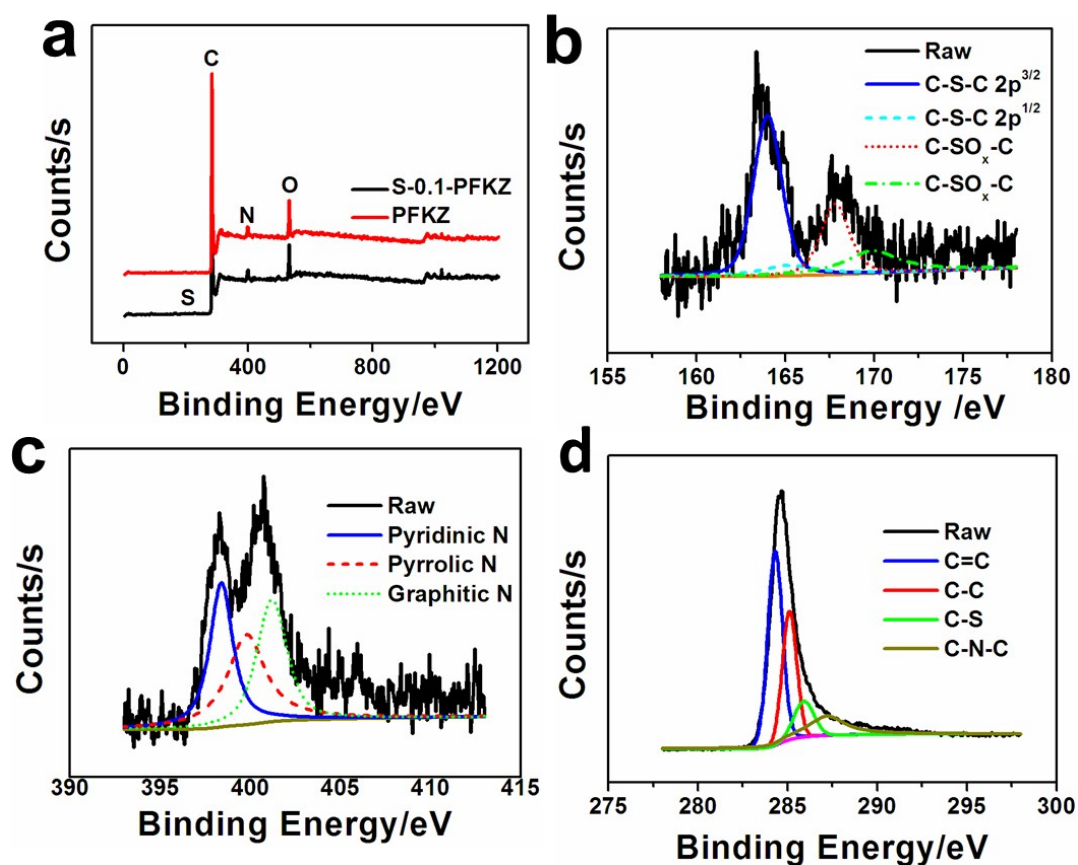 a
C
N
O
S
S-0.1-PFKZ
PFKZ
Counts/s
0 400 800 1200
Binding Energy/eV
b
Raw
C-S-C 2p3/2
C-S-C 2p1/2
C-SOx-C
C-SOx-C
Counts/s
155 160 165 170 175 180
Binding Energy /eV
c
Raw
Pyridinic N
Pyrrolic N
Graphitic N
Counts/s
390 395 400 405 410 415
Binding Energy/eV
d
Raw
C=C
C-C
C-S
C-N-C
Counts/s
275 280 285 290 295 300
Binding Energy/eV